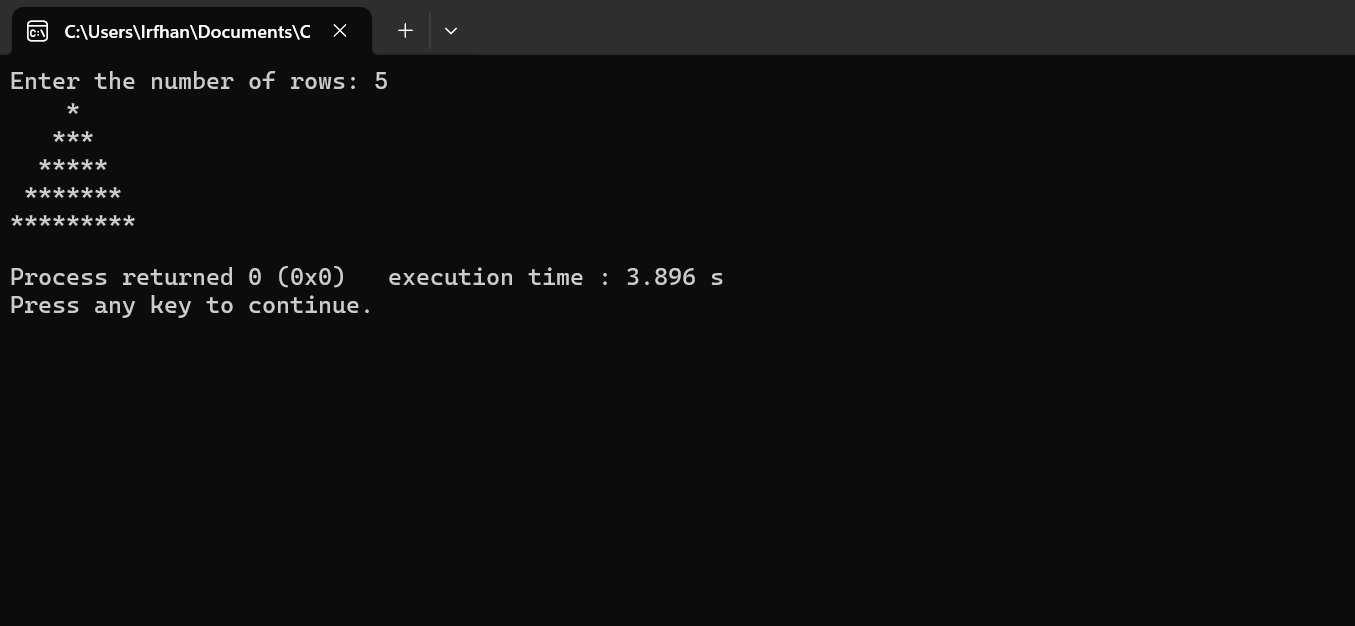 C:\Users\Irfhan\Documents\C
Enter the number of rows: 5
    *
   ***
  *****
 *******
*********
Process returned 0 (0x0)   execution time : 3.896 s
Press any key to continue.